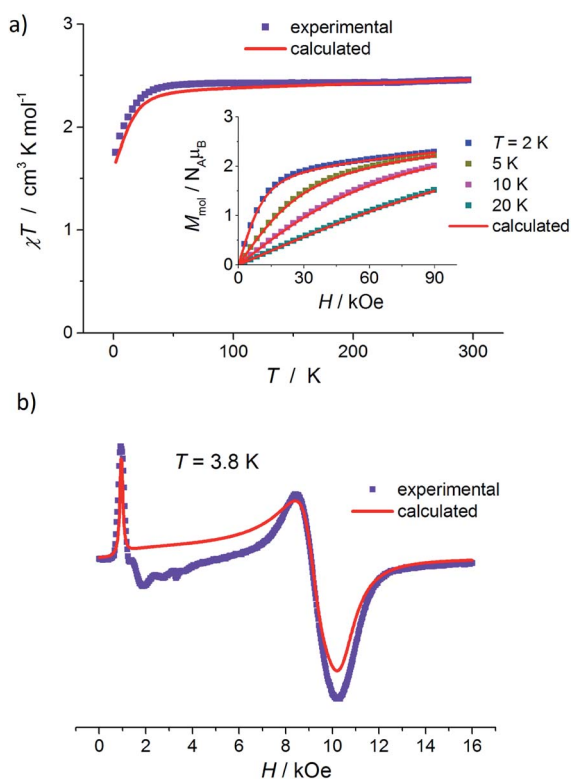 a)
experimental
calculated
χT / cm³ K mol⁻¹
3
2
1
0
0
100
200
300
T / K
M_mol / N_Aμ_B
3
2
1
0
0
30
60
90
H / kOe
T = 2 K
5 K
10 K
20 K
calculated
b)
T = 3.8 K
experimental
calculated
0
2
4
6
8
10
12
14
16
H / kOe